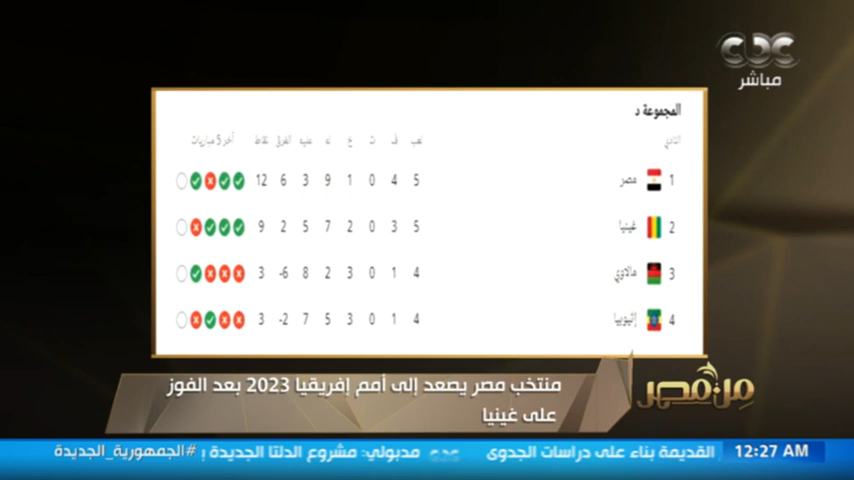 cbc
مباشر
المجموعة د
النادي لعب ف ت خ له عليه الفرق نقاط آخر 5 مباريات
1 مصر 5 4 0 1 9 3 6 12
2 غينيا 5 3 0 2 7 5 2 9
3 مالاوي 4 1 0 3 2 8 -6 3
4 إثيوبيا 4 1 0 3 5 7 -2 3
منتخب مصر يصعد إلى أمم إفريقيا 2023 بعد الفوز
على غينيا
من مصر
12:27 AM القديمة بناء على دراسات الجدوى cbc مدبولي: مشروع الدلتا الجديدة #الجمهورية_الجديدة